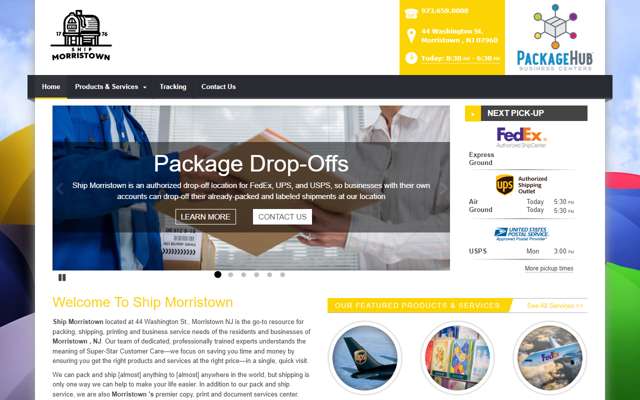 17 76
SHIP
MORRISTOWN
973.656.0000
44 Washington St.
Morristown , NJ 07960
Today: 8:30 AM - 6:30 PM
PACKAGEHUB
BUSINESS CENTERS
Home Products & Services Tracking Contact Us
Package Drop-Offs
Ship Morristown is an authorized drop-off location for FedEx, UPS, and USPS, so businesses with their own
accounts can drop-off their already-packed and labeled shipments at our location
LEARN MORE CONTACT US
NEXT PICK-UP
FedEx
Authorized ShipCenter
Express
Ground
ups
Authorized
Shipping
Outlet
Air Today 5:30 PM
Ground Today 5:30 PM
UNITED STATES
POSTAL SERVICE
Approved Postal Provider
USPS Mon 3:00 PM
More pickup times
Welcome To Ship Morristown
Ship Morristown located at 44 Washington St., Morristown NJ is the go-to resource for
packing, shipping, printing and business service needs of the residents and businesses of
Morristown , NJ. Our team of dedicated, professionally trained experts understands the
meaning of Super-Star Customer Care—we focus on saving you time and money by
ensuring you get the right products and services at the right price—in a single, quick visit.
We can pack and ship [almost] anything to [almost] anywhere in the world, but shipping is
only one way we can help to make your life easier. In addition to our pack and ship
service, we are also Morristown 's premier copy, print and document services center.
OUR FEATURED PRODUCTS & SERVICES
See All Services >>
FedEx